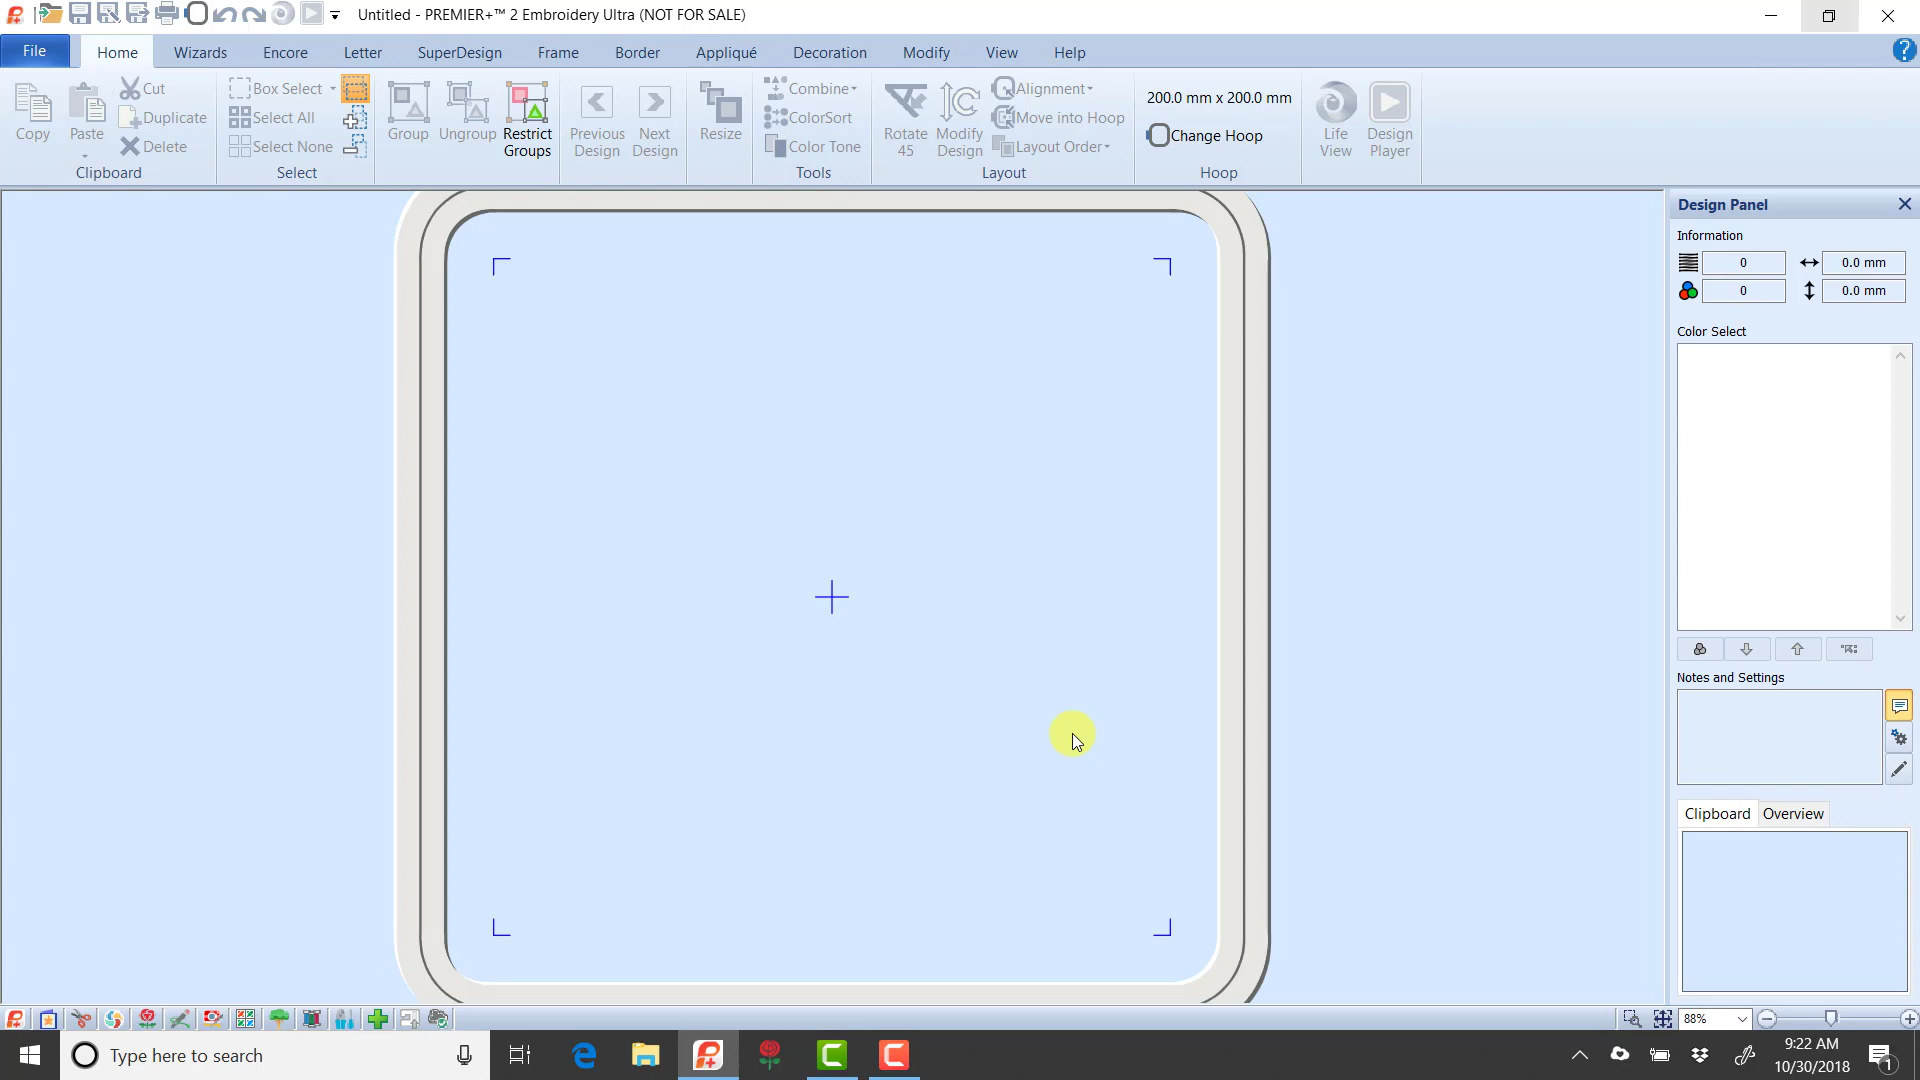 Untitled - PREMIER+™ 2 Embroidery Ultra (NOT FOR SALE)
File
Home
Wizards
Encore
Letter
SuperDesign
Frame
Border
Appliqué
Decoration
Modify
View
Help
Copy
Paste
Cut
Duplicate
Delete
Clipboard
Box Select
Select All
Select None
Select
Group
Ungroup
Restrict
Groups
Previous
Design
Next
Design
Resize
Combine
ColorSort
Color Tone
Tools
Rotate
45
Modify
Design
Alignment
Move into Hoop
Layout Order
Layout
200.0 mm x 200.0 mm
Change Hoop
Hoop
Life
View
Design
Player
Design Panel
Information
0
0.0 mm
0
0.0 mm
Color Select
Notes and Settings
Clipboard
Overview
88%
Type here to search
9:22 AM
10/30/2018
1